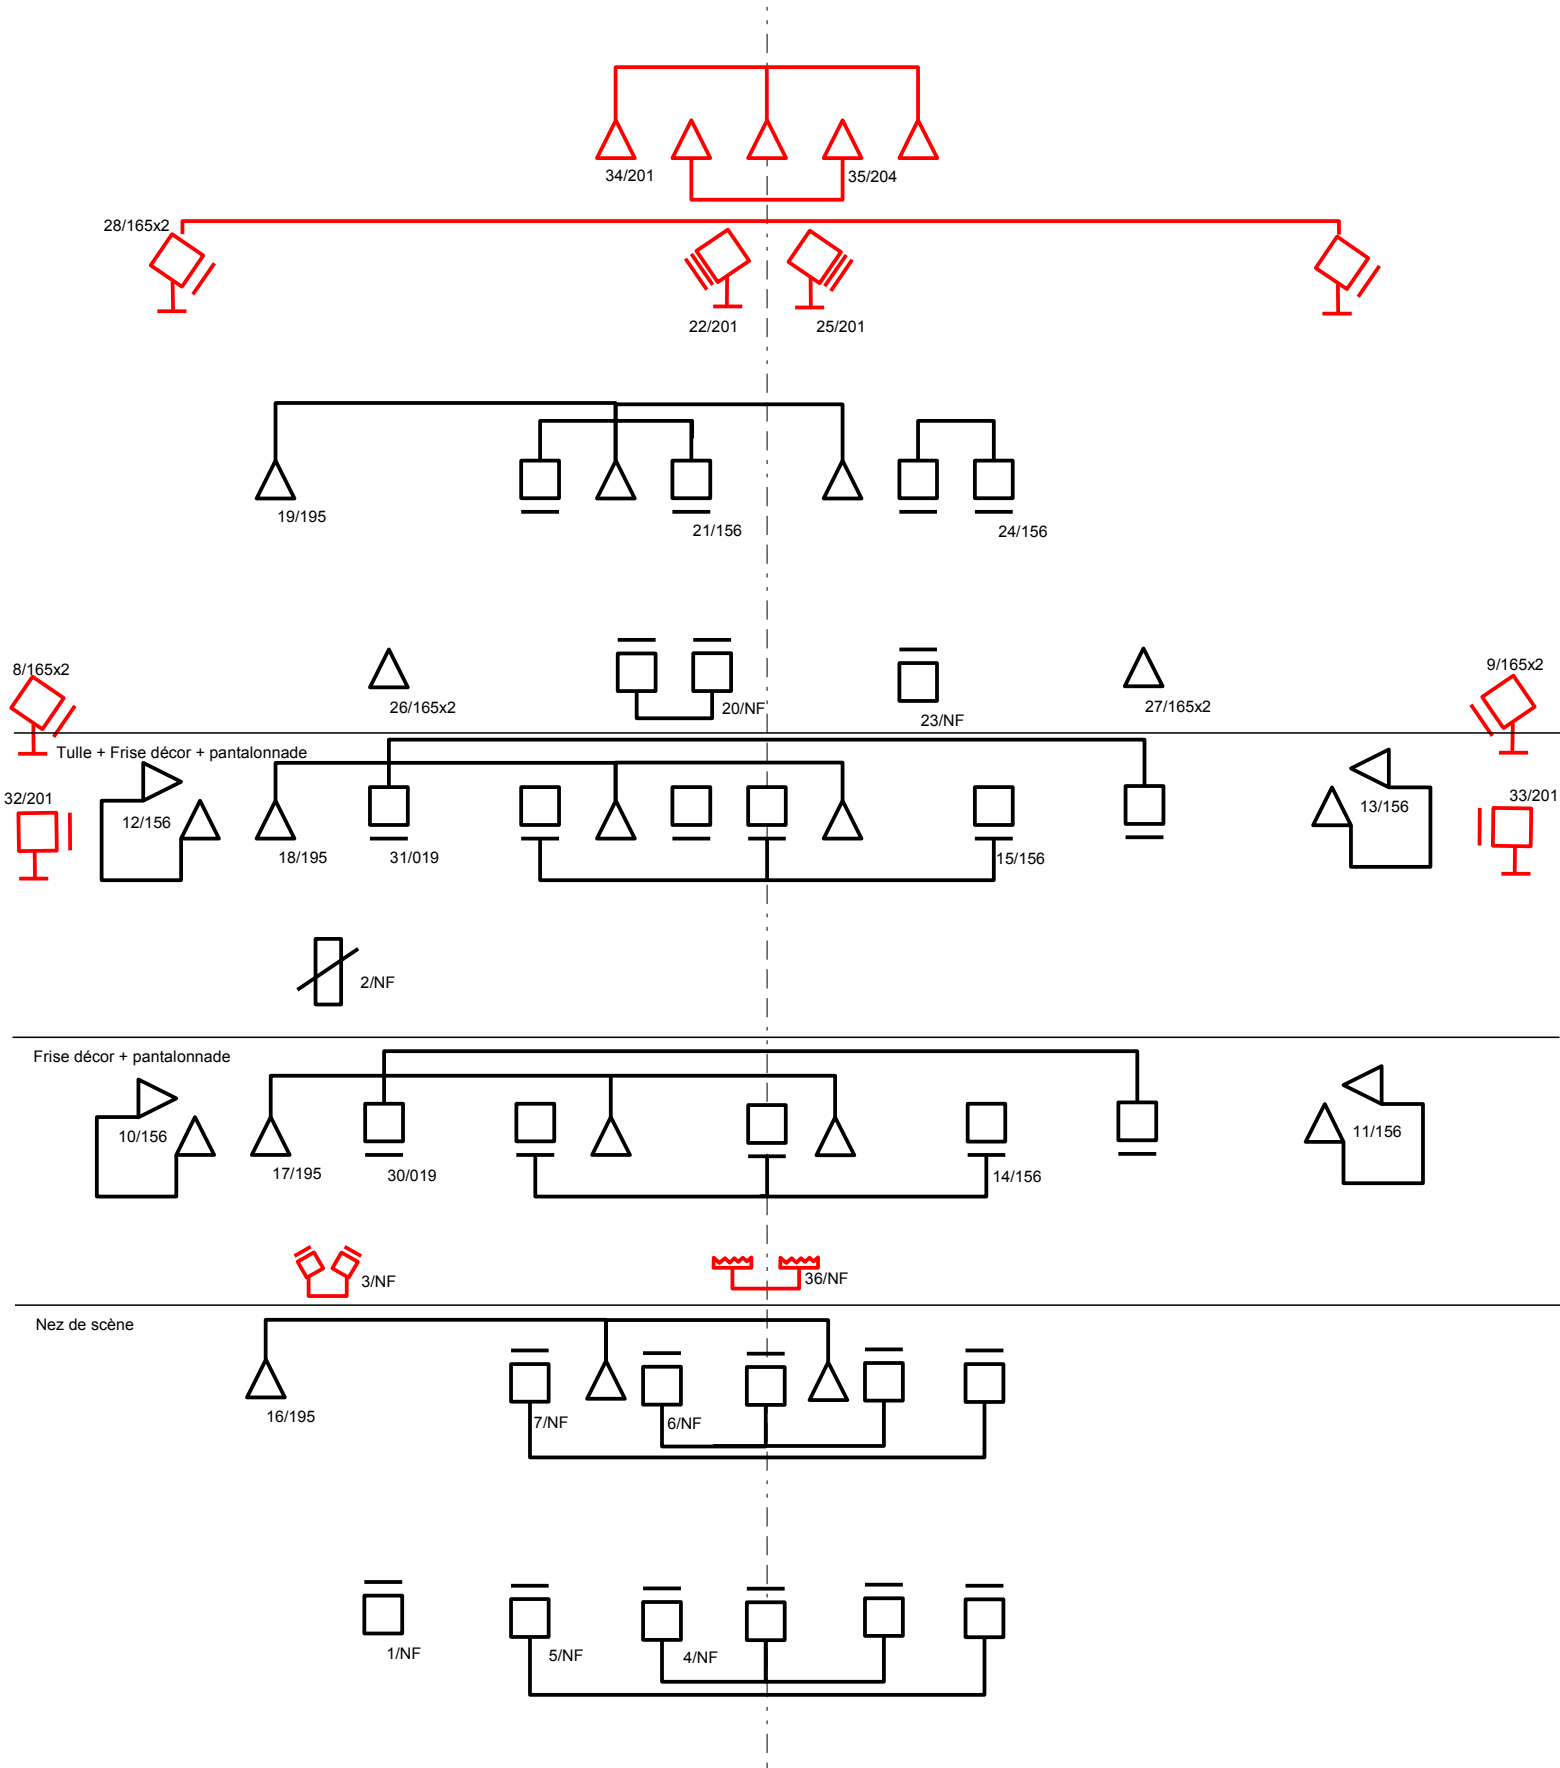 34/201
35/204
28/165x2
22/201
25/201
19/195
21/156
24/156
8/165x2
9/165x2
26/165x2
20/NF
23/NF
27/165x2
Tulle + Frise décor + pantalonnade
32/201
12/156
13/156
33/201
18/195
31/019
15/156
2/NF
Frise décor + pantalonnade
10/156
11/156
17/195
30/019
14/156
3/NF
36/NF
Nez de scène
16/195
7/NF
6/NF
1/NF
5/NF
4/NF